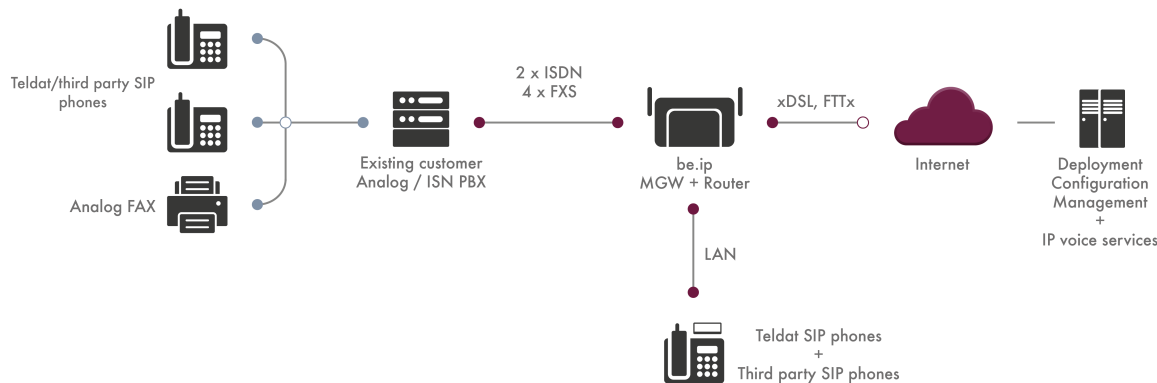 Teldat/third party SIP
phones
Analog FAX
Existing customer
Analog / ISN PBX
2 x ISDN
4 x FXS
be.ip
MGW + Router
LAN
Teldat SIP phones
+
Third party SIP phones
xDSL, FTTx
Internet
Deployment
Configuration
Management
+
IP voice services